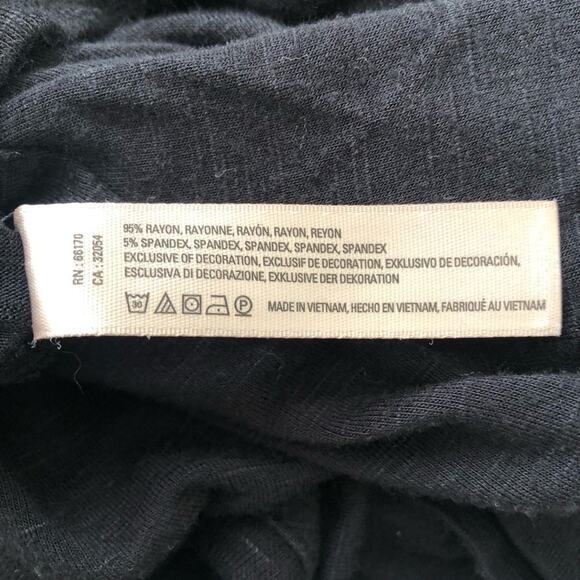 RN : 66170
CA : 32054
95% RAYON, RAYONNE, RAYÓN, RAYON, REYON
5% SPANDEX, SPANDEX, SPANDEX, SPANDEX, SPANDEX
EXCLUSIVE OF DECORATION, EXCLUSIF DE DECORATION, EXKLUSIVO DE DECORACIÓN,
ESCLUSIVA DI DECORAZIONE, EXKLUSIVE DER DEKORATION
30 P MADE IN VIETNAM, HECHO EN VIETNAM, FABRIQUÉ AU VIETNAM